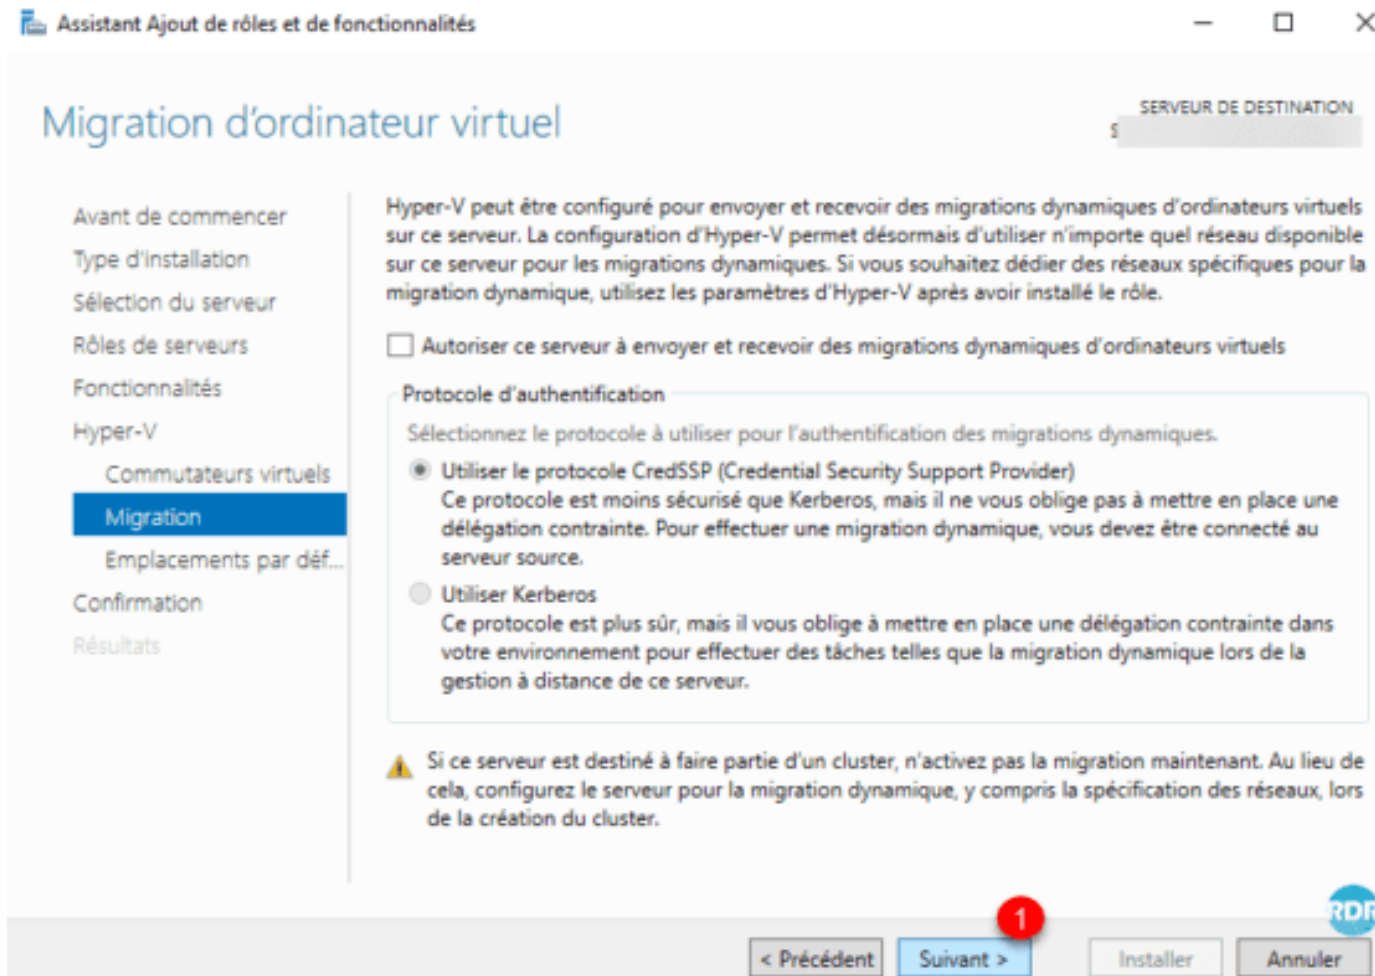 Assistant Ajout de rôles et de fonctionnalités
Migration d'ordinateur virtuel
SERVEUR DE DESTINATION
Avant de commencer
Type d'installation
Sélection du serveur
Rôles de serveurs
Fonctionnalités
Hyper-V
Commutateurs virtuels
Migration
Emplacements par déf...
Confirmation
Résultats
Hyper-V peut être configuré pour envoyer et recevoir des migrations dynamiques d'ordinateurs virtuels
sur ce serveur. La configuration d'Hyper-V permet désormais d'utiliser n'importe quel réseau disponible
sur ce serveur pour les migrations dynamiques. Si vous souhaitez dédier des réseaux spécifiques pour la
migration dynamique, utilisez les paramètres d'Hyper-V après avoir installé le rôle.
Autoriser ce serveur à envoyer et recevoir des migrations dynamiques d'ordinateurs virtuels
Protocole d'authentification
Sélectionnez le protocole à utiliser pour l'authentification des migrations dynamiques.
Utiliser le protocole CredSSP (Credential Security Support Provider)
Ce protocole est moins sécurisé que Kerberos, mais il ne vous oblige pas à mettre en place une
délégation contrainte. Pour effectuer une migration dynamique, vous devez être connecté au
serveur source.
Utiliser Kerberos
Ce protocole est plus sûr, mais il vous oblige à mettre en place une délégation contrainte dans
votre environnement pour effectuer des tâches telles que la migration dynamique lors de la
gestion à distance de ce serveur.
Si ce serveur est destiné à faire partie d'un cluster, n'activez pas la migration maintenant. Au lieu de
cela, configurez le serveur pour la migration dynamique, y compris la spécification des réseaux, lors
de la création du cluster.
RDR
1
< Précédent
Suivant >
Installer
Annuler